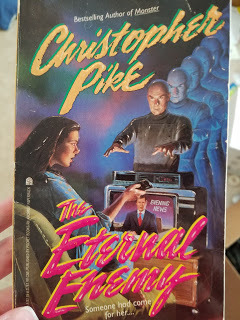 Bestselling Author of Monster
Christopher
Pike
EVENING
NEWS
The
Eternal
Enemy
Someone had come
for her...